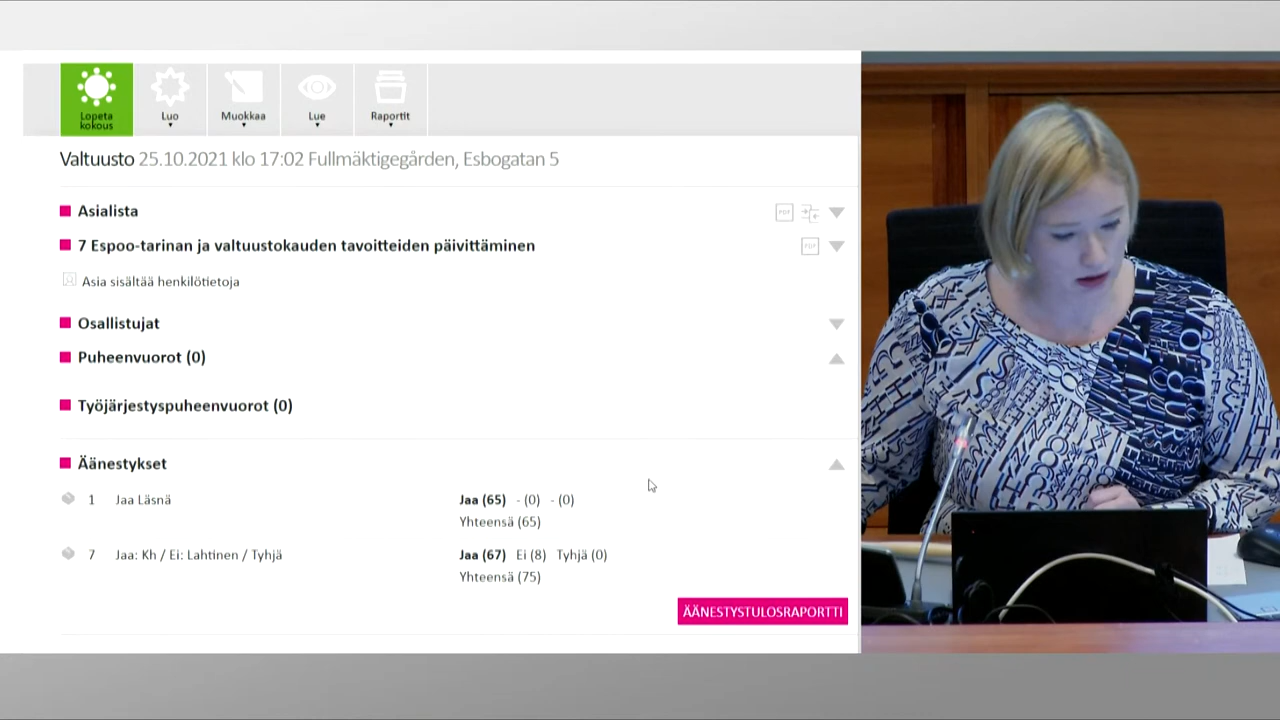 Lopeta
kokous
Luo
Muokkaa
Lue
Raportit
Valtuusto 25.10.2021 klo 17:02 Fullmäktigegården, Esbogatan 5
Asialista
PDF
7 Espoo-tarinan ja valtuustokauden tavoitteiden päivittäminen
PDF
Asia sisältää henkilötietoja
Osallistujat
Puheenvuorot (0)
Työjärjestyspuheenvuorot (0)
Äänestykset
1 Jaa Läsnä Jaa (65) - (0) - (0)
Yhteensä (65)
7 Jaa: Kh / Ei: Lahtinen / Tyhjä Jaa (67) Ei (8) Tyhjä (0)
Yhteensä (75)
ÄÄNESTYSTULOSRAPORTTI